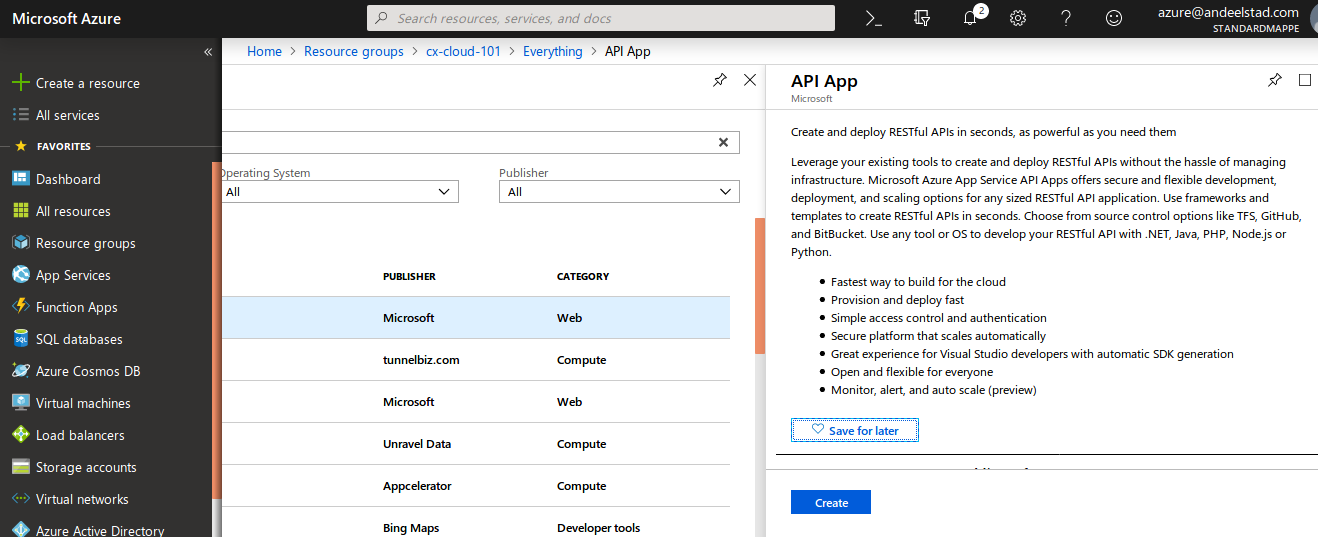 Microsoft Azure
Search resources, services, and docs
2
azure@andeelstad.com
STANDARDMAPPE
«
Home > Resource groups > cx-cloud-101 > Everything > API App
Create a resource
All services
FAVORITES
Dashboard
All resources
Resource groups
App Services
Function Apps
SQL databases
Azure Cosmos DB
Virtual machines
Load balancers
Storage accounts
Virtual networks
Azure Active Directory
Operating System
All
Publisher
All
PUBLISHER CATEGORY
Microsoft Web
tunnelbiz.com Compute
Microsoft Web
Unravel Data Compute
Appcelerator Compute
Bing Maps Developer tools
API App
Microsoft
Create and deploy RESTful APIs in seconds, as powerful as you need them
Leverage your existing tools to create and deploy RESTful APIs without the hassle of managing
infrastructure. Microsoft Azure App Service API Apps offers secure and flexible development,
deployment, and scaling options for any sized RESTful API application. Use frameworks and
templates to create RESTful APIs in seconds. Choose from source control options like TFS, GitHub,
and BitBucket. Use any tool or OS to develop your RESTful API with .NET, Java, PHP, Node.js or
Python.
• Fastest way to build for the cloud
• Provision and deploy fast
• Simple access control and authentication
• Secure platform that scales automatically
• Great experience for Visual Studio developers with automatic SDK generation
• Open and flexible for everyone
• Monitor, alert, and auto scale (preview)
Save for later
Create